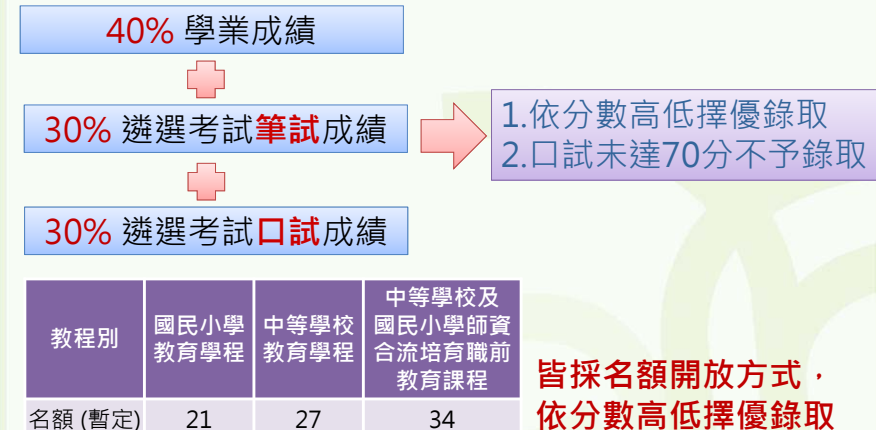 40% 學業成績
30% 遴選考試筆試成績
30% 遴選考試口試成績
1.依分數高低擇優錄取
2.口試未達70分不予錄取
教程別
國民小學
教育學程
中等學校
教育學程
中等學校及
國民小學師資
合流培育職前
教育課程
名額 (暫定)
21
27
34
皆採名額開放方式，
依分數高低擇優錄取